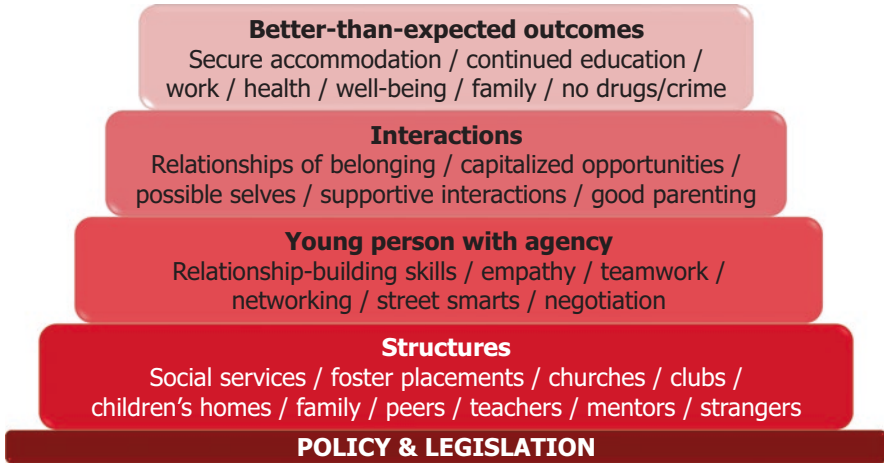 Better-than-expected outcomes
Secure accommodation / continued education /
work / health / well-being / family / no drugs/crime
Interactions
Relationships of belonging / capitalized opportunities /
possible selves / supportive interactions / good parenting
Young person with agency
Relationship-building skills / empathy / teamwork /
networking / street smarts / negotiation
Structures
Social services / foster placements / churches / clubs /
children’s homes / family / peers / teachers / mentors / strangers
POLICY & LEGISLATION